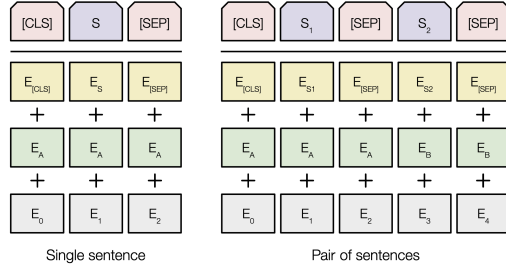 [CLS] S [SEP] [CLS] S1 [SEP] S2 [SEP]
E[CLS] ES E[SEP] E[CLS] ES1 E[SEP] ES2 E[SEP]
+ + + + + + + +
EA EA EA EA EA EA EB EB
+ + + + + + + +
E0 E1 E2 E0 E1 E2 E3 E4
Single sentence Pair of sentences